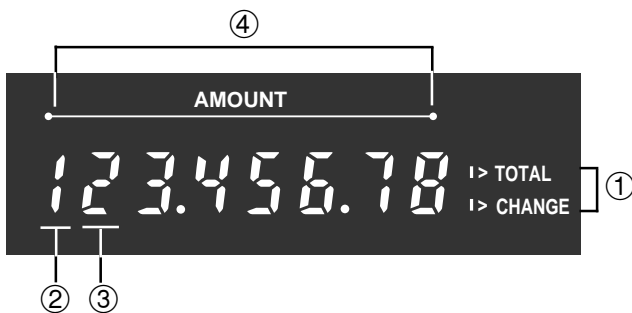 ④
AMOUNT
123.456.78
TOTAL
CHANGE
①
② ③